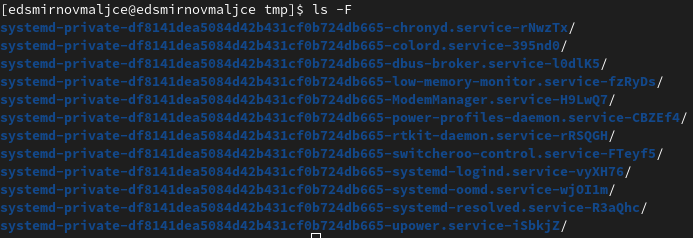 [edsmirnovmaljce@edsmirnovmaljce tmp]$ ls -F
systemd-private-df8141dea5084d42b431cf0b724db665-chronyd.service-rNwzTx/
systemd-private-df8141dea5084d42b431cf0b724db665-colord.service-395nd0/
systemd-private-df8141dea5084d42b431cf0b724db665-dbus-broker.service-l0dlK5/
systemd-private-df8141dea5084d42b431cf0b724db665-low-memory-monitor.service-fzRyDs/
systemd-private-df8141dea5084d42b431cf0b724db665-ModemManager.service-H9LwQ7/
systemd-private-df8141dea5084d42b431cf0b724db665-power-profiles-daemon.service-CBZEf4/
systemd-private-df8141dea5084d42b431cf0b724db665-rtkit-daemon.service-rRSQGH/
systemd-private-df8141dea5084d42b431cf0b724db665-switcheroo-control.service-FTeyf5/
systemd-private-df8141dea5084d42b431cf0b724db665-systemd-logind.service-vyXH76/
systemd-private-df8141dea5084d42b431cf0b724db665-systemd-oomd.service-wjOI1m/
systemd-private-df8141dea5084d42b431cf0b724db665-systemd-resolved.service-R3aQhc/
systemd-private-df8141dea5084d42b431cf0b724db665-upower.service-iSbkjZ/